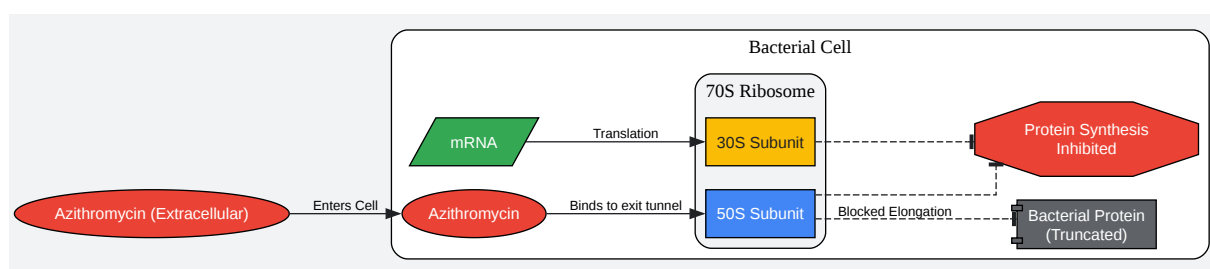 Bacterial Cell
70S Ribosome
mRNA
Translation
30S Subunit
Protein Synthesis
Inhibited
Azithromycin (Extracellular)
Enters Cell
Azithromycin
Binds to exit tunnel
50S Subunit
Blocked Elongation
Bacterial Protein
(Truncated)